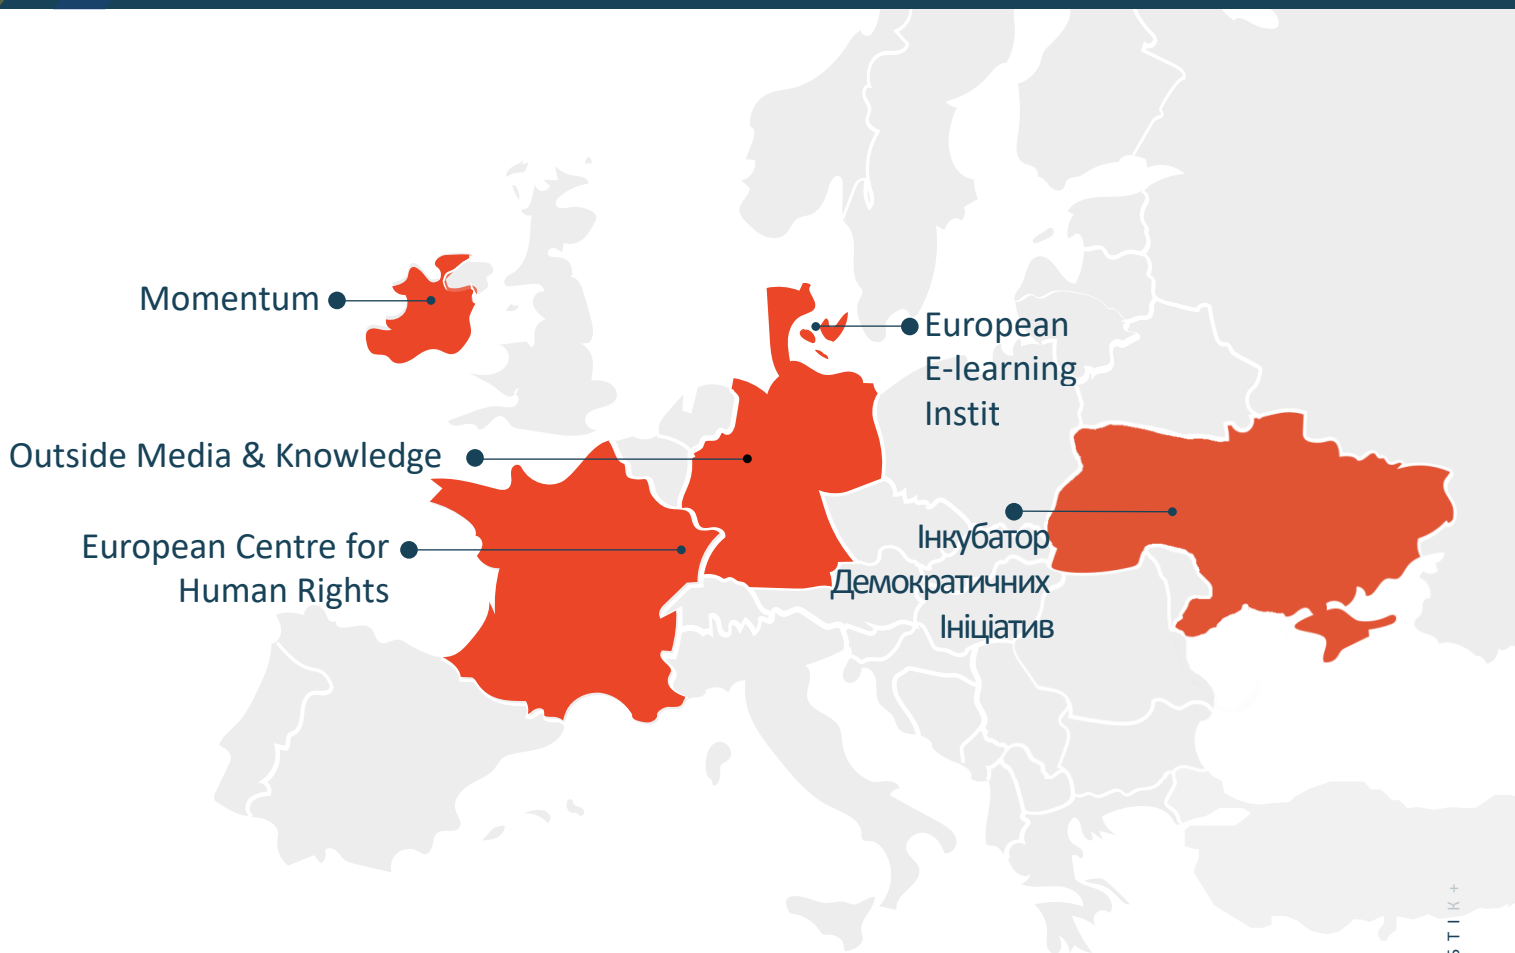 Momentum
European
E-learning
Instit
Outside Media & Knowledge
European Centre for
Human Rights
Інкубатор
Демократичних
Ініціатив